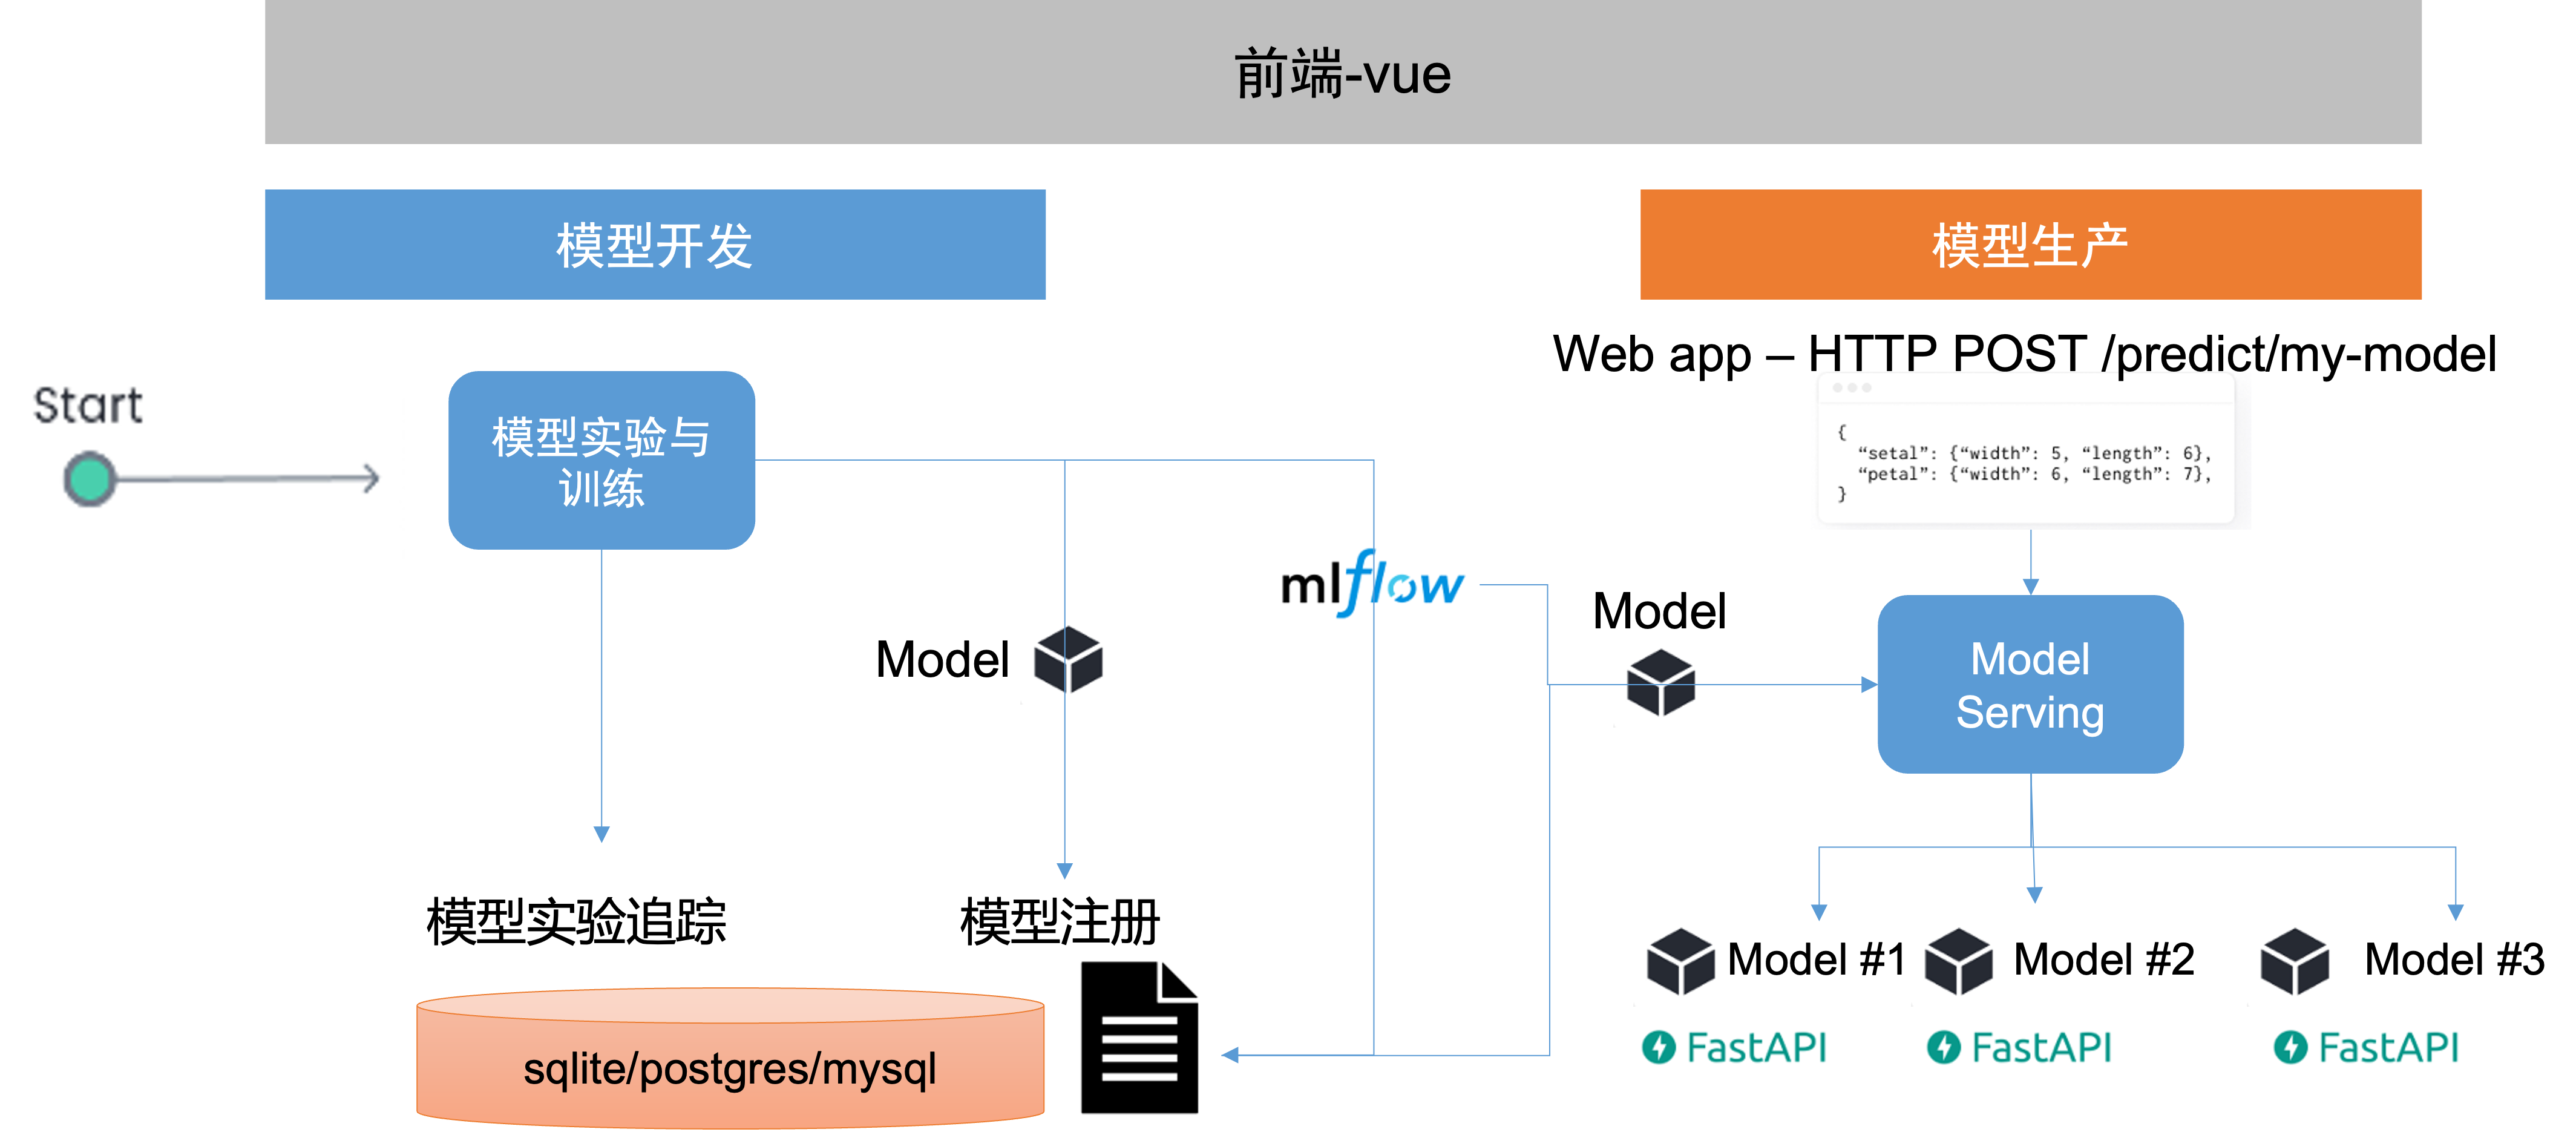 前端-vue
模型开发
模型生产
Web app – HTTP POST /predict/my-model
Start
模型实验与
训练
{
“setal”: {“width”: 5, “length”: 6},
“petal”: {“width”: 6, “length”: 7},
}
mlflow
Model
Model
Model
Serving
模型实验追踪
模型注册
Model #1
Model #2
Model #3
sqlite/postgres/mysql
FastAPI
FastAPI
FastAPI